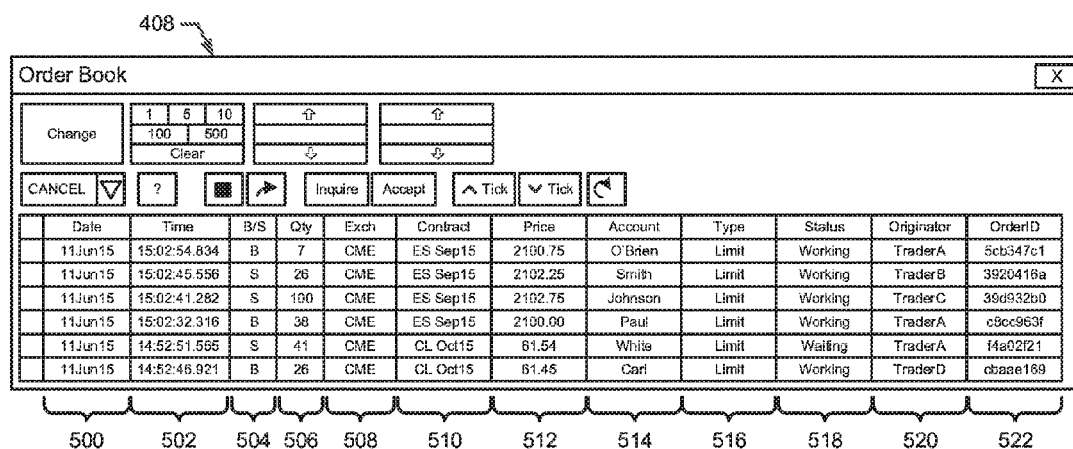 408
Order Book X
Change 1 5 10
100 500
Clear
CANCEL ? Inquire Accept Tick Tick
Date Time B/S Qty Exch Contract Price Account Type Status Originator OrderID
11Jun15 15:02:54.834 B 7 CME ES Sep15 2100.75 O'Brien Limit Working TraderA 5cb347c1
11Jun15 15:02:45.556 S 26 CME ES Sep15 2102.25 Smith Limit Working TraderB 3920416a
11Jun15 15:02:41.282 S 100 CME ES Sep15 2102.75 Johnson Limit Working TraderC 39d932b0
11Jun15 15:02:32.316 B 38 CME ES Sep15 2100.00 Paul Limit Working TraderA c8cc963f
11Jun15 14:52:51.565 S 41 CME CL Oct15 61.54 White Limit Waiting TraderA f4a02f21
11Jun15 14:52:46.921 B 26 CME CL Oct15 61.45 Carl Limit Working TraderD cbaae169
500 502 504 506 508 510 512 514 516 518 520 522